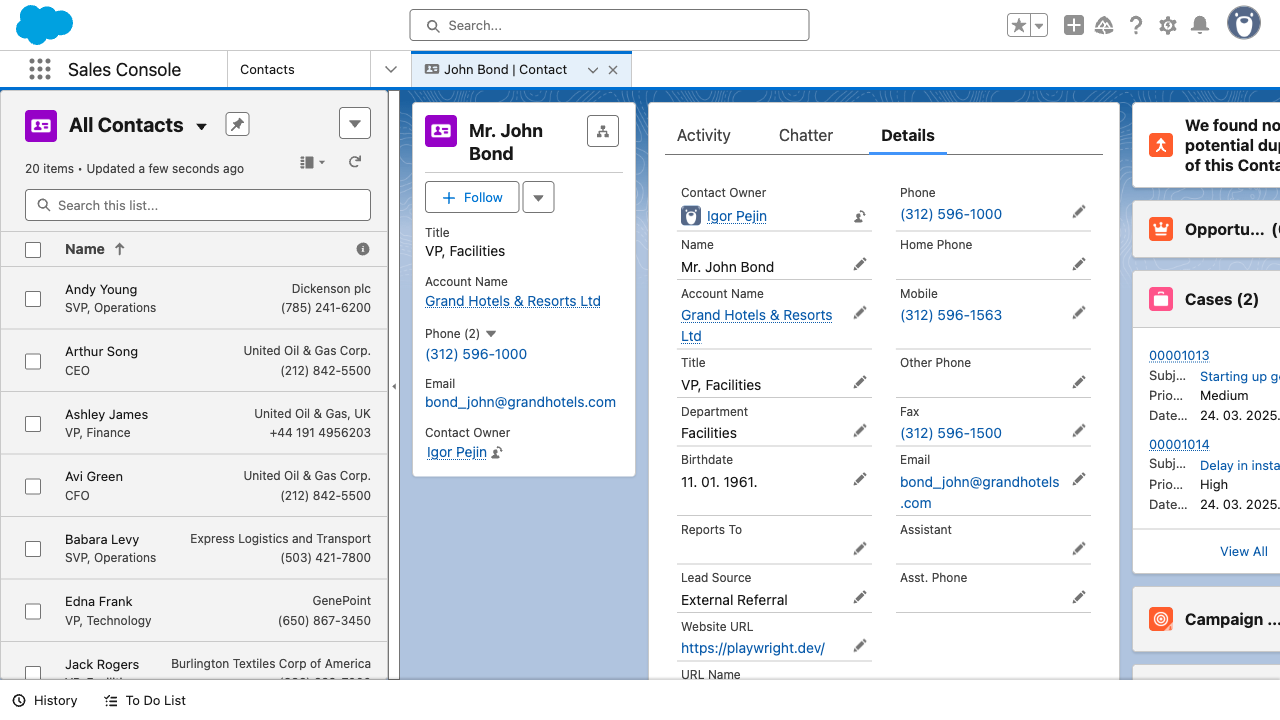 Search...
Sales Console
Contacts
John Bond | Contact
All Contacts
20 items • Updated a few seconds ago
Search this list...
Name
Andy Young
Dickenson plc
SVP, Operations
(785) 241-6200
Arthur Song
United Oil & Gas Corp.
CEO
(212) 842-5500
Ashley James
United Oil & Gas, UK
VP, Finance
+44 191 4956203
Avi Green
United Oil & Gas Corp.
CFO
(212) 842-5500
Babara Levy
Express Logistics and Transport
SVP, Operations
(503) 421-7800
Edna Frank
GenePoint
VP, Technology
(650) 867-3450
Jack Rogers
Burlington Textiles Corp of America
Mr. John
Bond
Follow
Title
VP, Facilities
Account Name
Grand Hotels & Resorts Ltd
Phone (2)
(312) 596-1000
Email
bond_john@grandhotels.com
Contact Owner
Igor Pejin
Activity
Chatter
Details
Contact Owner
Igor Pejin
Phone
(312) 596-1000
Name
Mr. John Bond
Home Phone
Account Name
Grand Hotels & Resorts
Ltd
Mobile
(312) 596-1563
Title
VP, Facilities
Other Phone
Department
Facilities
Fax
(312) 596-1500
Birthdate
11. 01. 1961.
Email
bond_john@grandhotels
.com
Reports To
Assistant
Lead Source
External Referral
Asst. Phone
Website URL
https://playwright.dev/
URL Name
We found no
potential dup
of this Conta
Opportu...
Cases (2)
00001013
Subj...
Starting up ge
Prio...
Medium
Date...
24. 03. 2025.
00001014
Subj...
Delay in insta
Prio...
High
Date...
24. 03. 2025.
View All
Campaign ...
History
To Do List